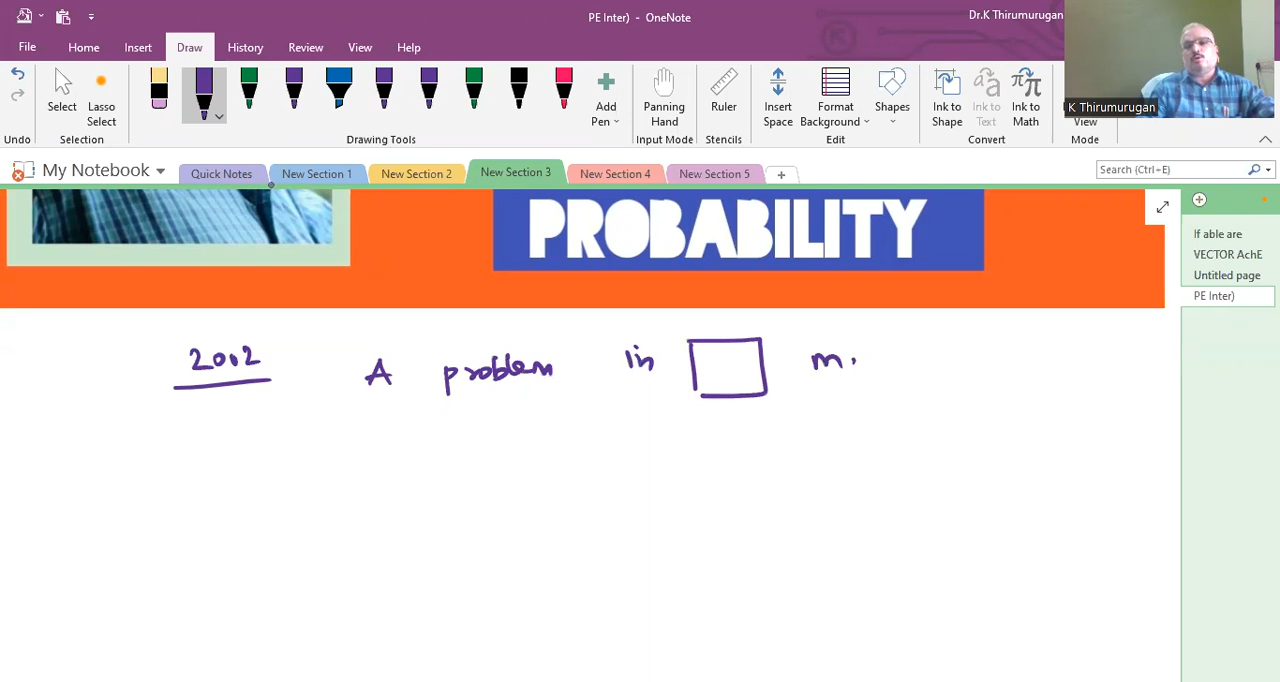 PE Inter) - OneNote
Dr.K Thirumurugan
File Home Insert Draw History Review View Help
Select Lasso Select Add Pen Panning Hand Ruler Insert Space Format Background Shapes Ink to Shape Ink to Text Ink to Math View
K Thirumurugan
Undo Selection Drawing Tools Input Mode Stencils Edit Convert Mode
My Notebook Quick Notes New Section 1 New Section 2 New Section 3 New Section 4 New Section 5 Search (Ctrl+E)
PROBABILITY
If able are
VECTOR AchE
Untitled page
PE Inter)
2002 A problem in m.